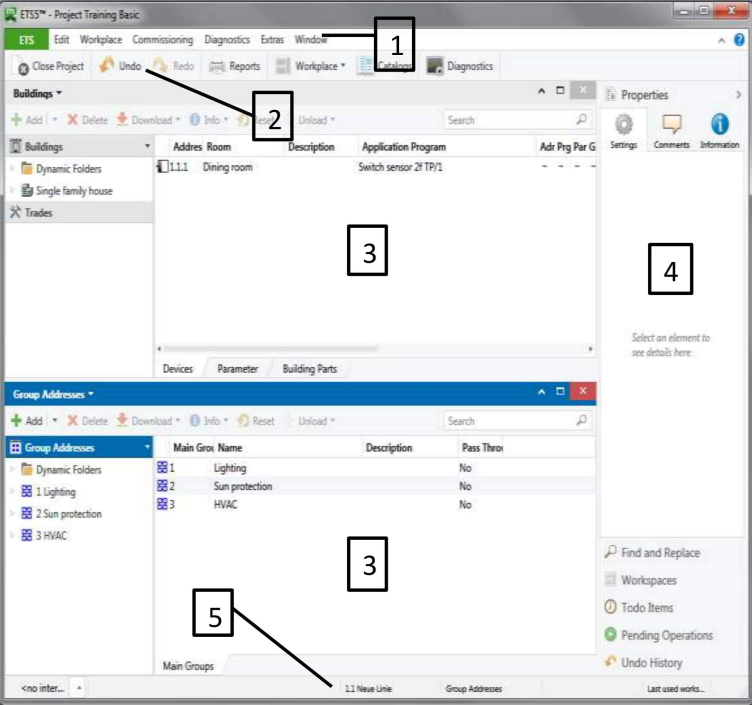 ETS5™ - Project Training Basic
ETS Edit Workplace Commissioning Diagnostics Extras Window
1
Close Project Undo Redo Reports Workplace Catalogs Diagnostics
2
Buildings
Properties
Add Delete Download Info Reset Unload Search
Settings Comments Information
Buildings
Addres Room Description Application Program Adr Prg Par G
Dynamic Folders
1.1.1 Dining room Switch sensor 2f TP/1 - - - -
Single family house
Trades
3
4
Select an element to
see details here
Devices Parameter Building Parts
Group Addresses
Add Delete Download Info Reset Unload Search
Group Addresses
Main Grou Name Description Pass Throu
Dynamic Folders
1 Lighting No
1 Lighting
2 Sun protection No
2 Sun protection
3 HVAC No
3 HVAC
3
Find and Replace
Workspaces
5
Todo Items
Pending Operations
Main Groups
Undo History
<no inter... 1.1 Neue Linie Group Addresses Last used works...